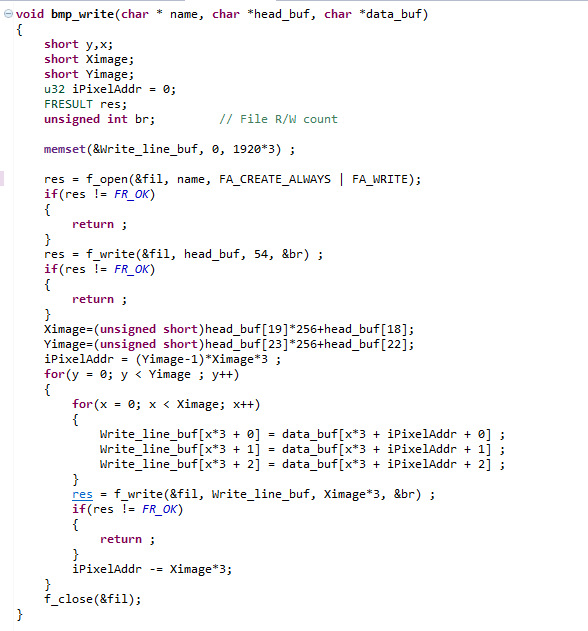 void bmp_write(char * name, char *head_buf, char *data_buf)
{
    short y,x;
    short Ximage;
    short Yimage;
    u32 iPixelAddr = 0;
    FRESULT res;
    unsigned int br;         // File R/W count

    memset(&Write_line_buf, 0, 1920*3) ;

    res = f_open(&fil, name, FA_CREATE_ALWAYS | FA_WRITE);
    if(res != FR_OK)
    {
        return ;
    }
    res = f_write(&fil, head_buf, 54, &br) ;
    if(res != FR_OK)
    {
        return ;
    }
    Ximage=(unsigned short)head_buf[19]*256+head_buf[18];
    Yimage=(unsigned short)head_buf[23]*256+head_buf[22];
    iPixelAddr = (Yimage-1)*Ximage*3 ;
    for(y = 0; y < Yimage ; y++)
    {
        for(x = 0; x < Ximage; x++)
        {
            Write_line_buf[x*3 + 0] = data_buf[x*3 + iPixelAddr + 0] ;
            Write_line_buf[x*3 + 1] = data_buf[x*3 + iPixelAddr + 1] ;
            Write_line_buf[x*3 + 2] = data_buf[x*3 + iPixelAddr + 2] ;
        }
        res = f_write(&fil, Write_line_buf, Ximage*3, &br) ;
        if(res != FR_OK)
        {
            return ;
        }
        iPixelAddr -= Ximage*3;
    }
    f_close(&fil);
}